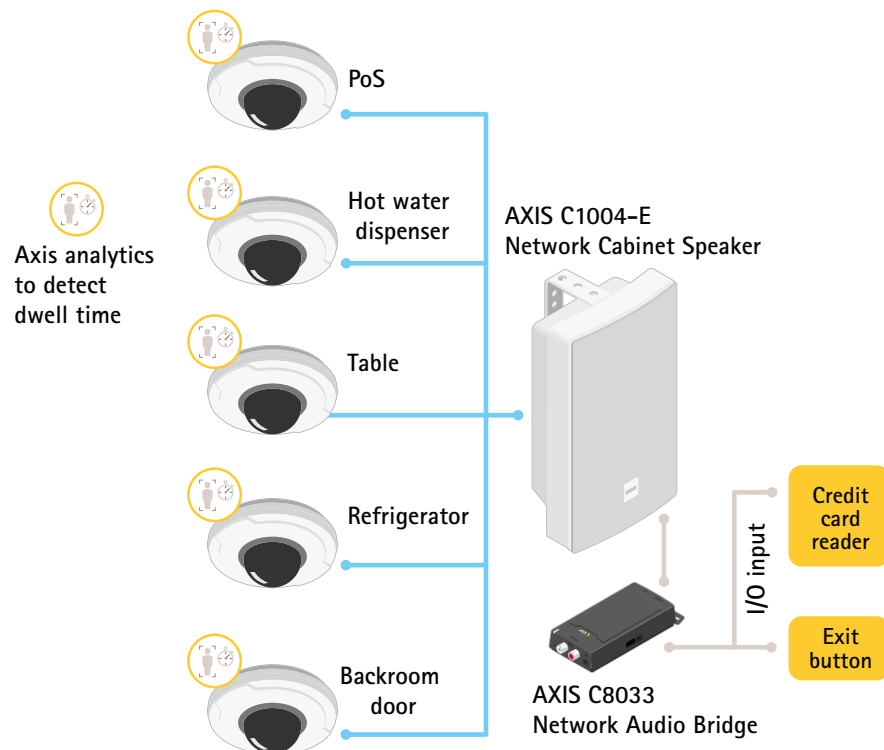 PoS
Hot water
dispenser
Axis analytics
to detect
dwell time
AXIS C1004-E
Network Cabinet Speaker
Table
Refrigerator
Credit
card
reader
I/O input
Exit
button
Backroom
door
AXIS C8033
Network Audio Bridge